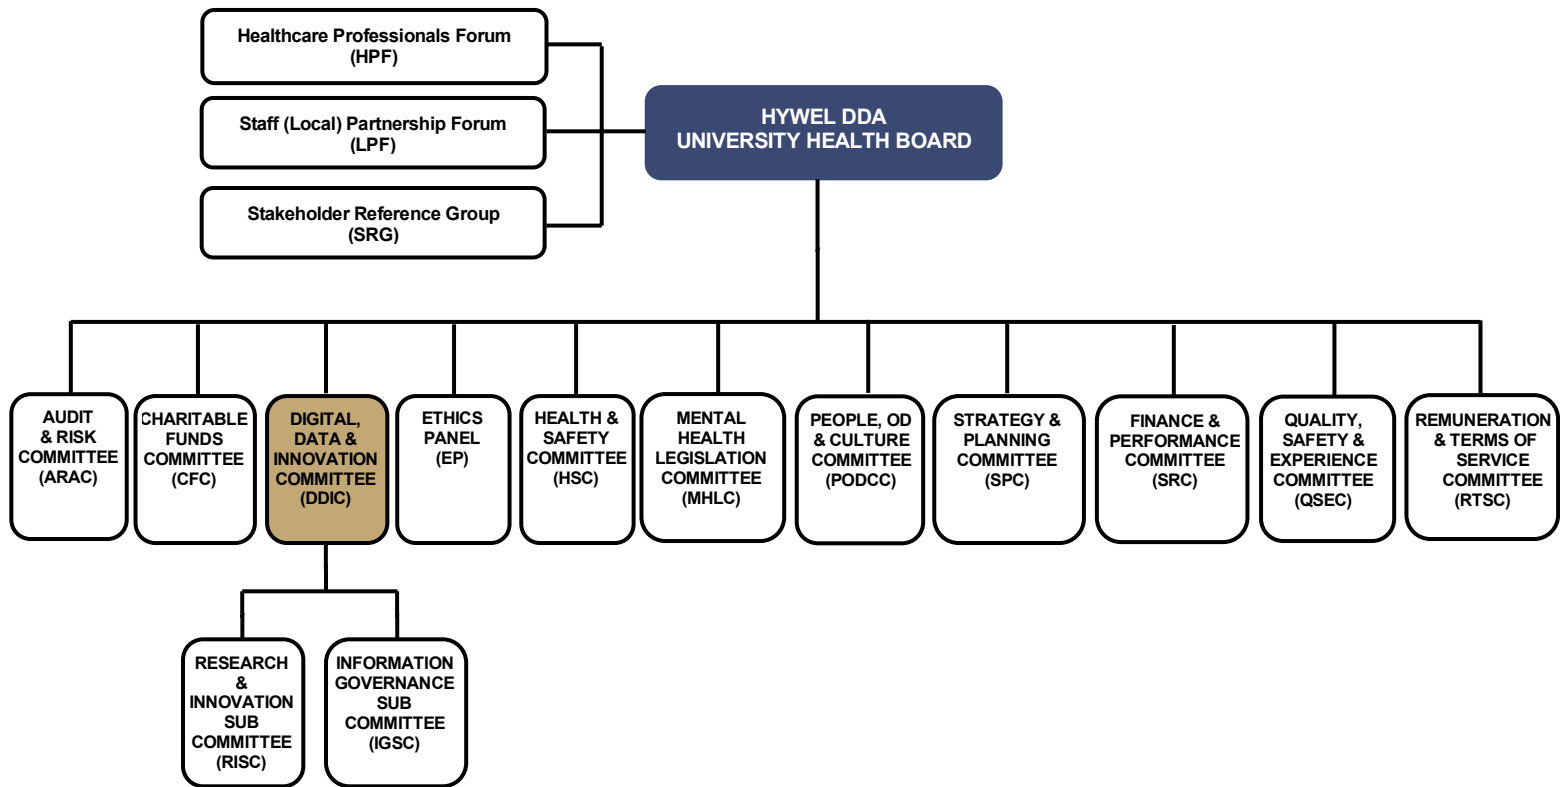 Healthcare Professionals Forum
(HPF)
Staff (Local) Partnership Forum
(LPF)
Stakeholder Reference Group
(SRG)
HYWEL DDA
UNIVERSITY HEALTH BOARD
AUDIT
& RISK
COMMITTEE
(ARAC)
CHARITABLE
FUNDS
COMMITTEE
(CFC)
DIGITAL,
DATA &
INNOVATION
COMMITTEE
(DDIC)
ETHICS
PANEL
(EP)
HEALTH &
SAFETY
COMMITTEE
(HSC)
MENTAL
HEALTH
LEGISLATION
COMMITTEE
(MHLC)
PEOPLE, OD
& CULTURE
COMMITTEE
(PODCC)
STRATEGY &
PLANNING
COMMITTEE
(SPC)
FINANCE &
PERFORMANCE
COMMITTEE
(SRC)
QUALITY,
SAFETY &
EXPERIENCE
COMMITTEE
(QSEC)
REMUNERATION
& TERMS OF
SERVICE
COMMITTEE
(RTSC)
RESEARCH
&
INNOVATION
SUB
COMMITTEE
(RISC)
INFORMATION
GOVERNANCE
SUB
COMMITTEE
(IGSC)